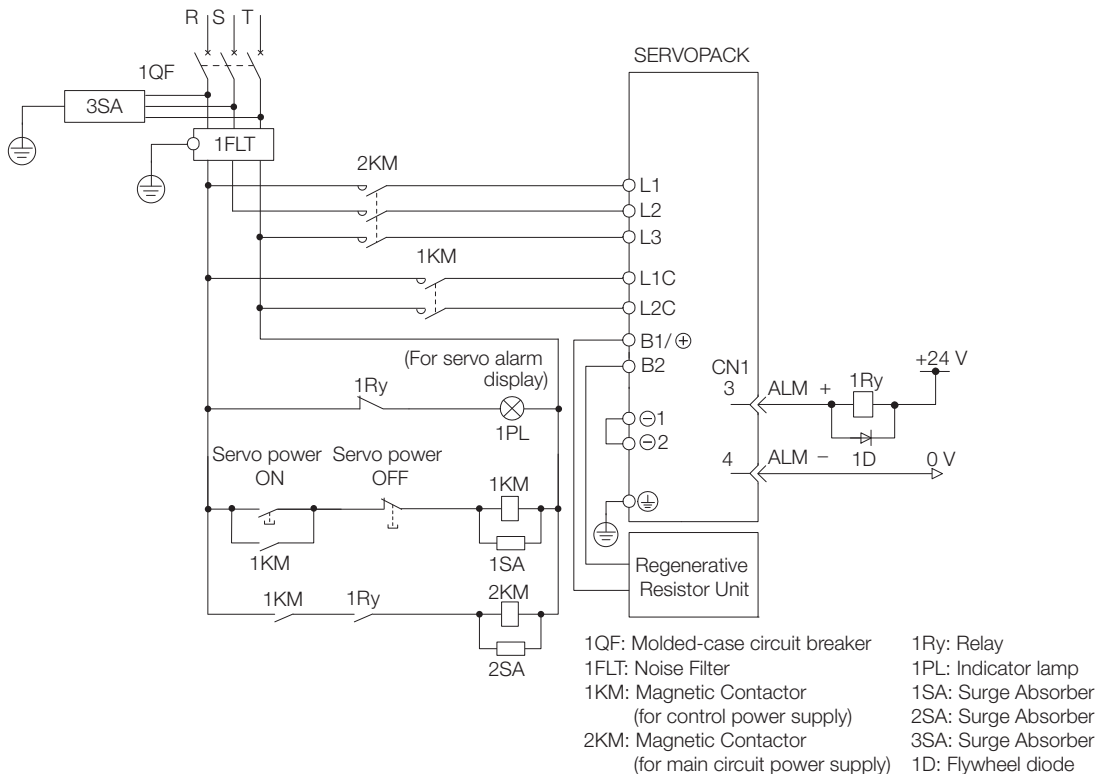 R S T
SERVOPACK
1QF
3SA
1FLT
2KM
L1
L2
L3
1KM
L1C
L2C
B1/⊕
B2
(For servo alarm
display)
1Ry
1PL
CN1
3 ALM +
1Ry
+24 V
1D
⊖1
⊖2
4 ALM −
0 V
Servo power
ON
Servo power
OFF
1KM
1KM
1SA
Regenerative
Resistor Unit
1KM
1Ry
2KM
2SA
1QF: Molded-case circuit breaker
1FLT: Noise Filter
1KM: Magnetic Contactor
(for control power supply)
2KM: Magnetic Contactor
(for main circuit power supply)
1Ry: Relay
1PL: Indicator lamp
1SA: Surge Absorber
2SA: Surge Absorber
3SA: Surge Absorber
1D: Flywheel diode